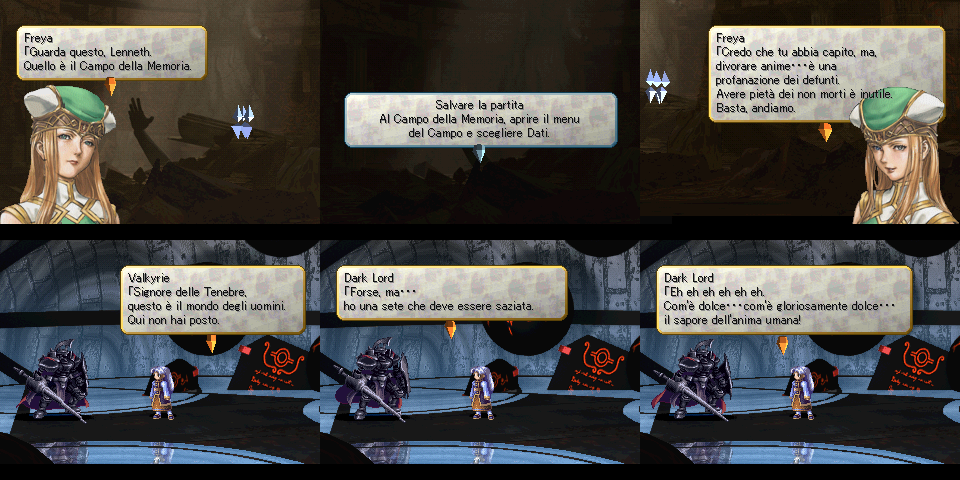 Freya
「Guarda questo, Lenneth.
Quello è il Campo della Memoria.
Salvare la partita
Al Campo della Memoria, aprire il menu
del Campo e scegliere Dati.
Freya
「Credo che tu abbia capito, ma,
divorare anime･･･è una
profanazione dei defunti.
Avere pietà dei non morti è inutile.
Basta, andiamo.
Valkyrie
「Signore delle Tenebre,
questo è il mondo degli uomini.
Qui non hai posto.
Dark Lord
「Forse, ma･･･
ho una sete che deve essere saziata.
Dark Lord
「Eh eh eh eh eh eh.
Com'è dolce･･･com'è gloriosamente dolce･･･
il sapore dell'anima umana!